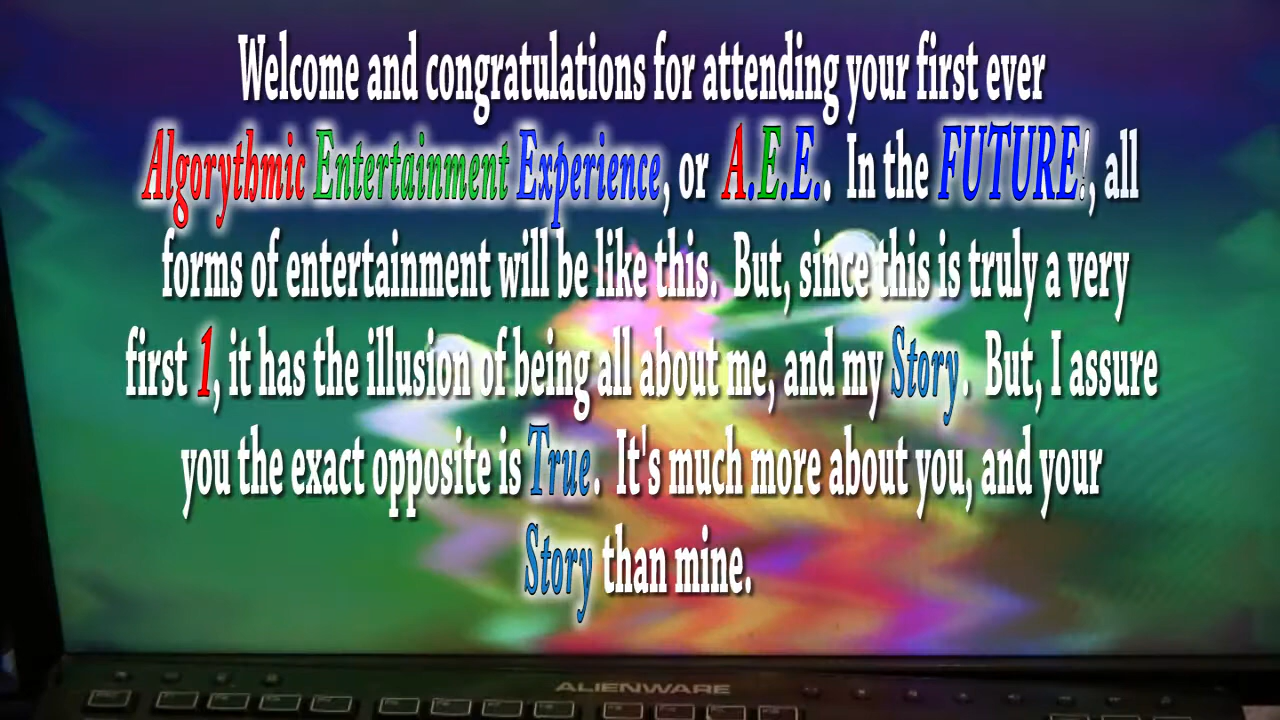 Welcome and congratulations for attending your first ever
Algorythmic Entertainment Experience, or A.E.E.. In the FUTURE!, all
forms of entertainment will be like this. But, since this is truly a very
first 1, it has the illusion of being all about me, and my Story. But, I assure
you the exact opposite is True. It's much more about you, and your
Story than mine.
ALIENWARE